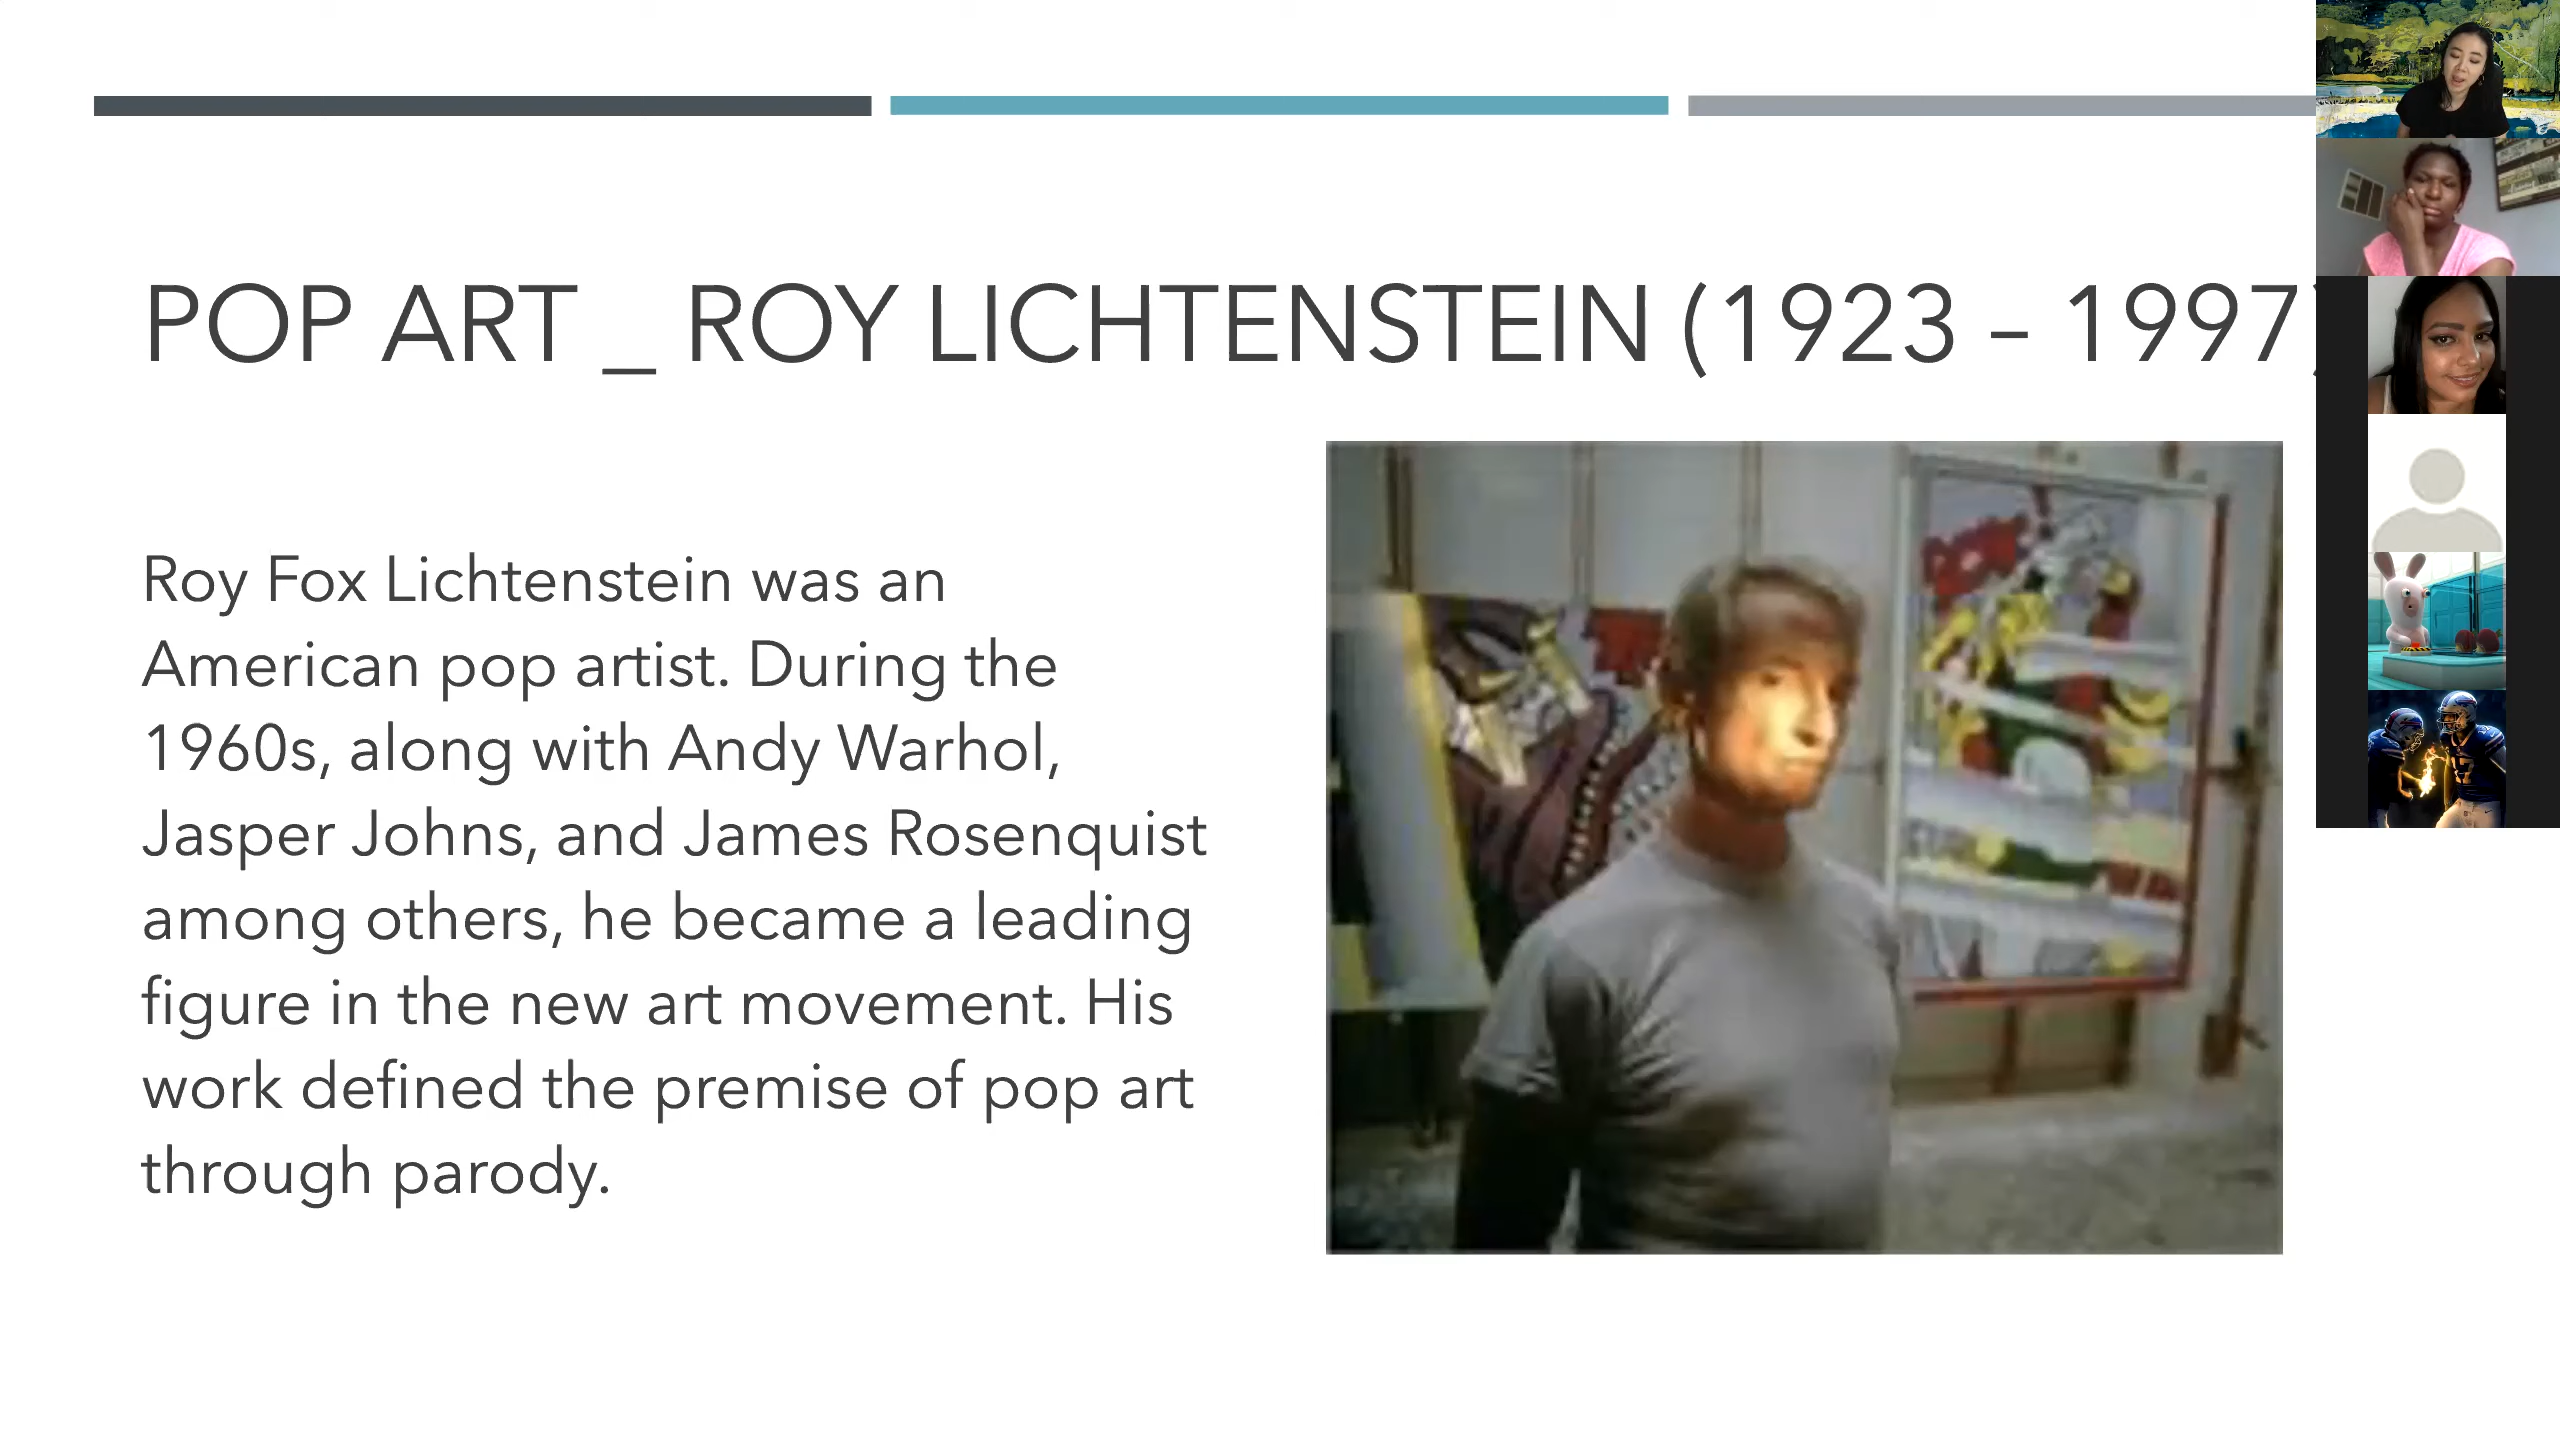 POP ART _ ROY LICHTENSTEIN (1923 – 1997)
Roy Fox Lichtenstein was an
American pop artist. During the
1960s, along with Andy Warhol,
Jasper Johns, and James Rosenquist
among others, he became a leading
figure in the new art movement. His
work defined the premise of pop art
through parody.